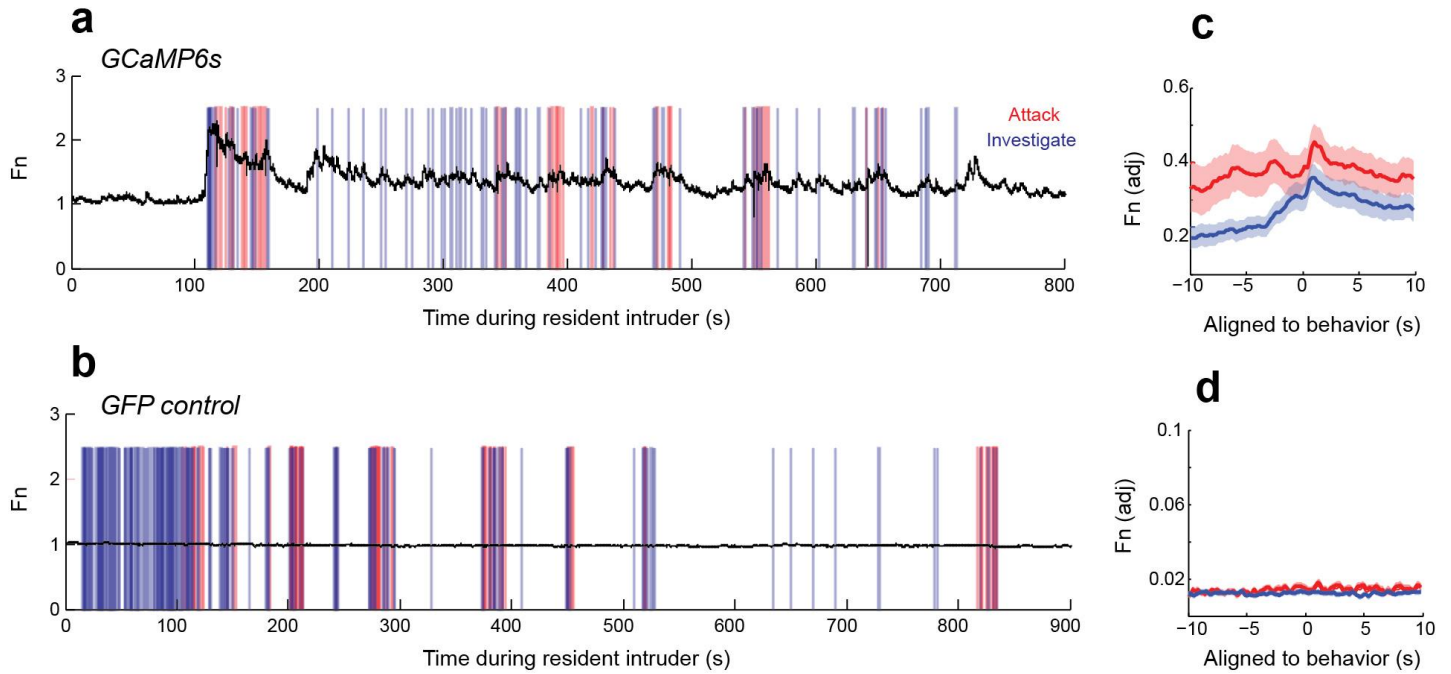 a
GCaMP6s
3
2
1
0
Fn
0 100 200 300 400 500 600 700 800
Time during resident intruder (s)
Attack
Investigate
c
0.6
0.4
0.2
Fn (adj)
−10 −5 0 5 10
Aligned to behavior (s)
b
GFP control
3
2
1
0
Fn
0 100 200 300 400 500 600 700 800 900
Time during resident intruder (s)
d
0.1
0.06
0.02
Fn (adj)
−10 −5 0 5 10
Aligned to behavior (s)